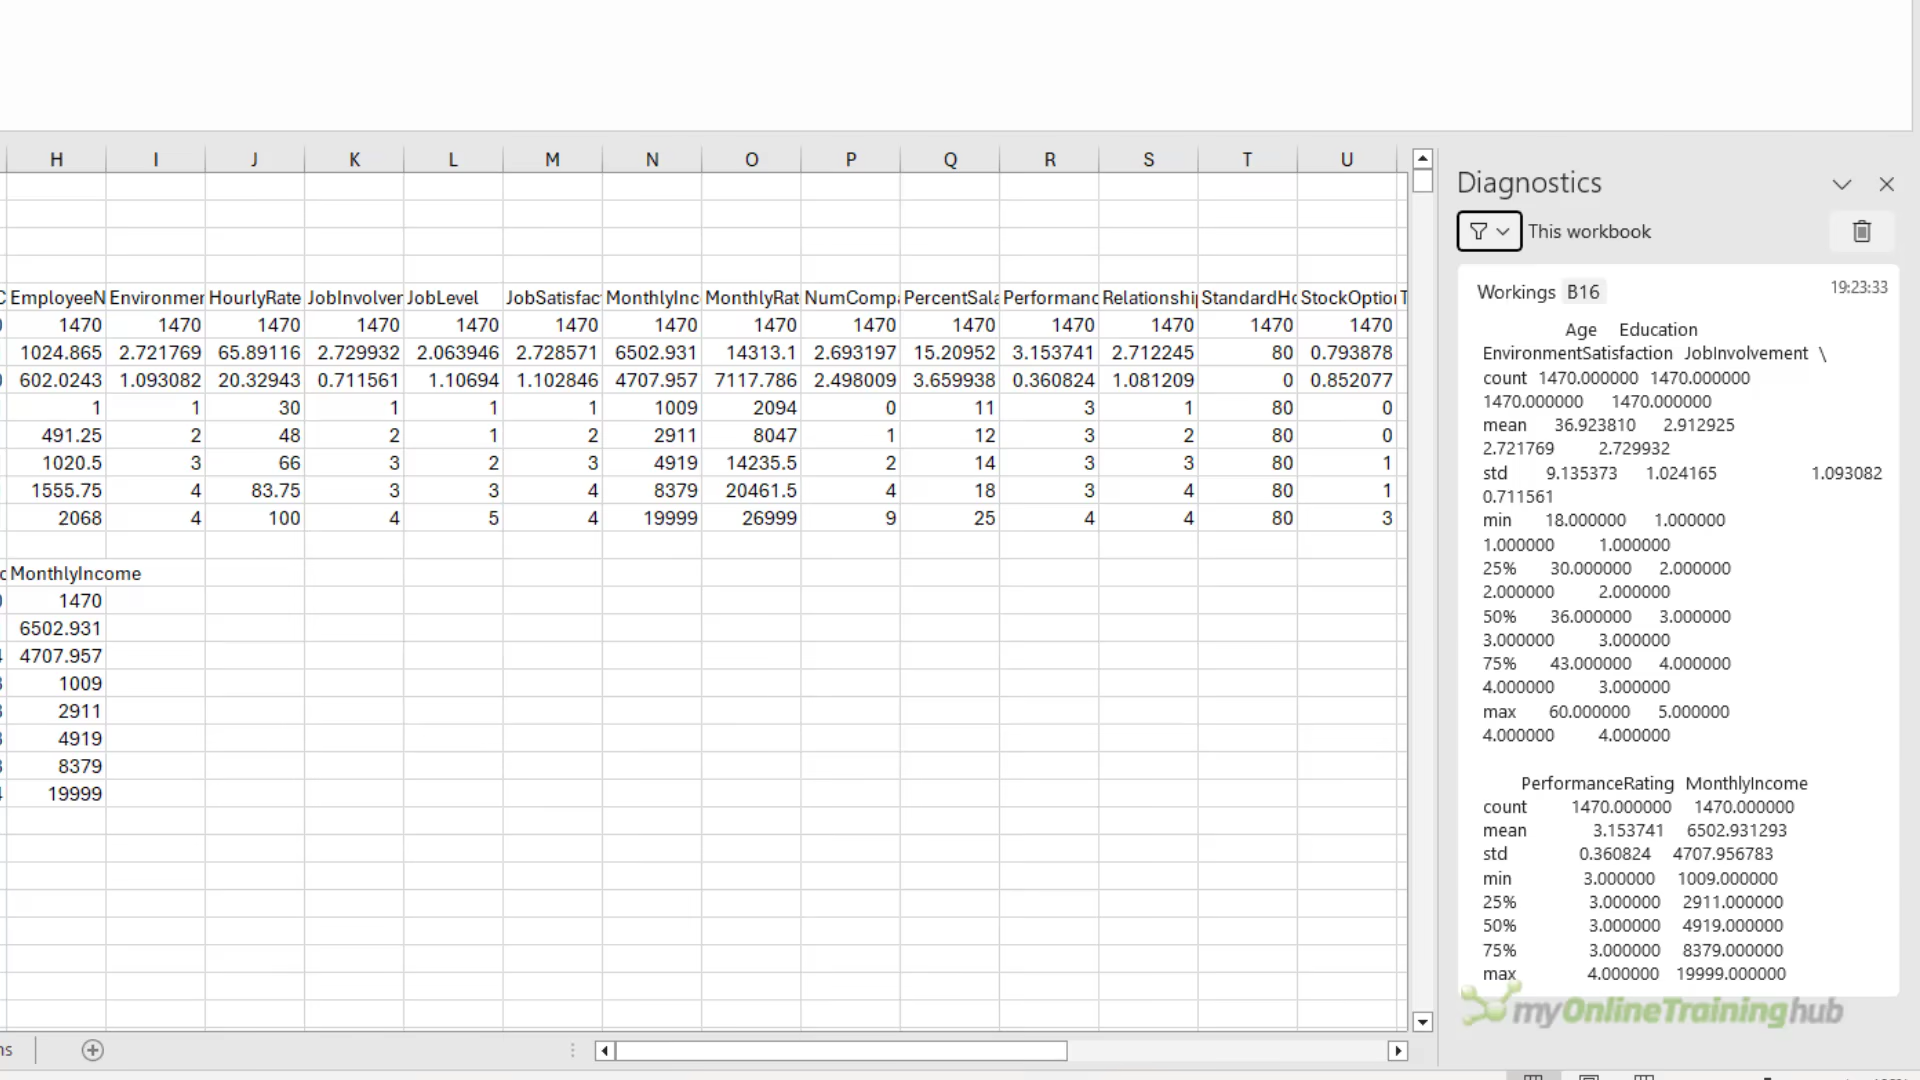 H I J K L M N O P Q R S T U
EmployeeN Environmer HourlyRate JobInvolver JobLevel JobSatisfac MonthlyInc MonthlyRat NumCompa PercentSala Performanc Relationshi StandardHo StockOption T
1470 1470 1470 1470 1470 1470 1470 1470 1470 1470 1470 1470 1470 1470
1024.865 2.721769 65.89116 2.729932 2.063946 2.728571 6502.931 14313.1 2.693197 15.20952 3.153741 2.712245 80 0.793878
602.0243 1.093082 20.32943 0.711561 1.10694 1.102846 4707.957 7117.786 2.498009 3.659938 0.360824 1.081209 0 0.852077
1 1 30 1 1 1 1009 2094 0 11 3 1 80 0
491.25 2 48 2 1 2 2911 8047 1 12 3 2 80 0
1020.5 3 66 3 2 3 4919 14235.5 2 14 3 3 80 1
1555.75 4 83.75 3 3 4 8379 20461.5 4 18 3 4 80 1
2068 4 100 4 5 4 19999 26999 9 25 4 4 80 3
MonthlyIncome
1470
6502.931
4707.957
1009
2911
4919
8379
19999
ns
Diagnostics
This workbook
Workings B16 19:23:33
Age Education
EnvironmentSatisfaction JobInvolvement \
count 1470.000000 1470.000000
1470.000000 1470.000000
mean 36.923810 2.912925
2.721769 2.729932
std 9.135373 1.024165 1.093082
0.711561
min 18.000000 1.000000
1.000000 1.000000
25% 30.000000 2.000000
2.000000 2.000000
50% 36.000000 3.000000
3.000000 3.000000
75% 43.000000 4.000000
4.000000 3.000000
max 60.000000 5.000000
4.000000 4.000000
PerformanceRating MonthlyIncome
count 1470.000000 1470.000000
mean 3.153741 6502.931293
std 0.360824 4707.956783
min 3.000000 1009.000000
25% 3.000000 2911.000000
50% 3.000000 4919.000000
75% 3.000000 8379.000000
max 4.000000 19999.000000
myOnlineTraininghub